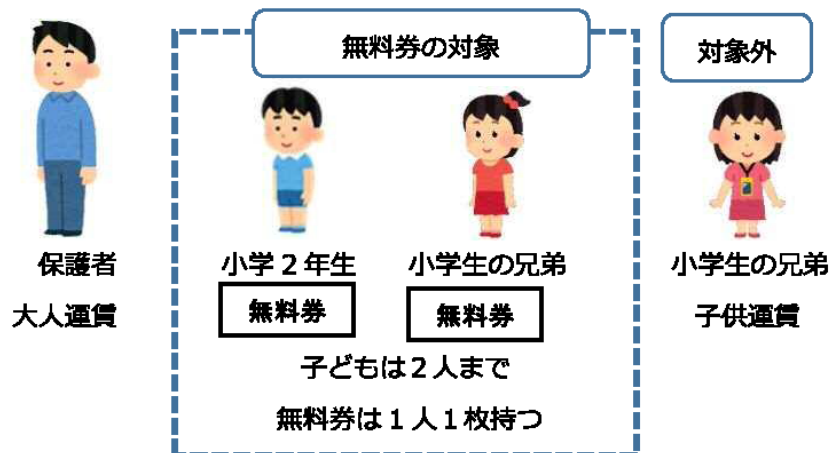 無料券の対象
対象外
保護者
大人運賃
小学2年生
無料券
小学生の兄弟
無料券
子どもは2人まで
無料券は1人1枚持つ
小学生の兄弟
子供運賃